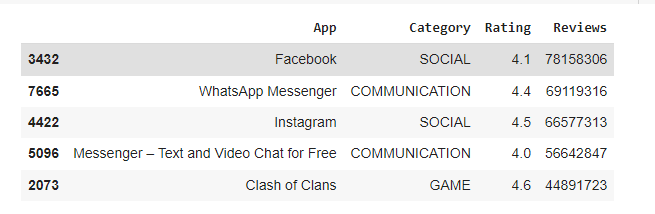 App Category Rating Reviews
3432 Facebook SOCIAL 4.1 78158306
7665 WhatsApp Messenger COMMUNICATION 4.4 69119316
4422 Instagram SOCIAL 4.5 66577313
5096 Messenger – Text and Video Chat for Free COMMUNICATION 4.0 56642847
2073 Clash of Clans GAME 4.6 44891723